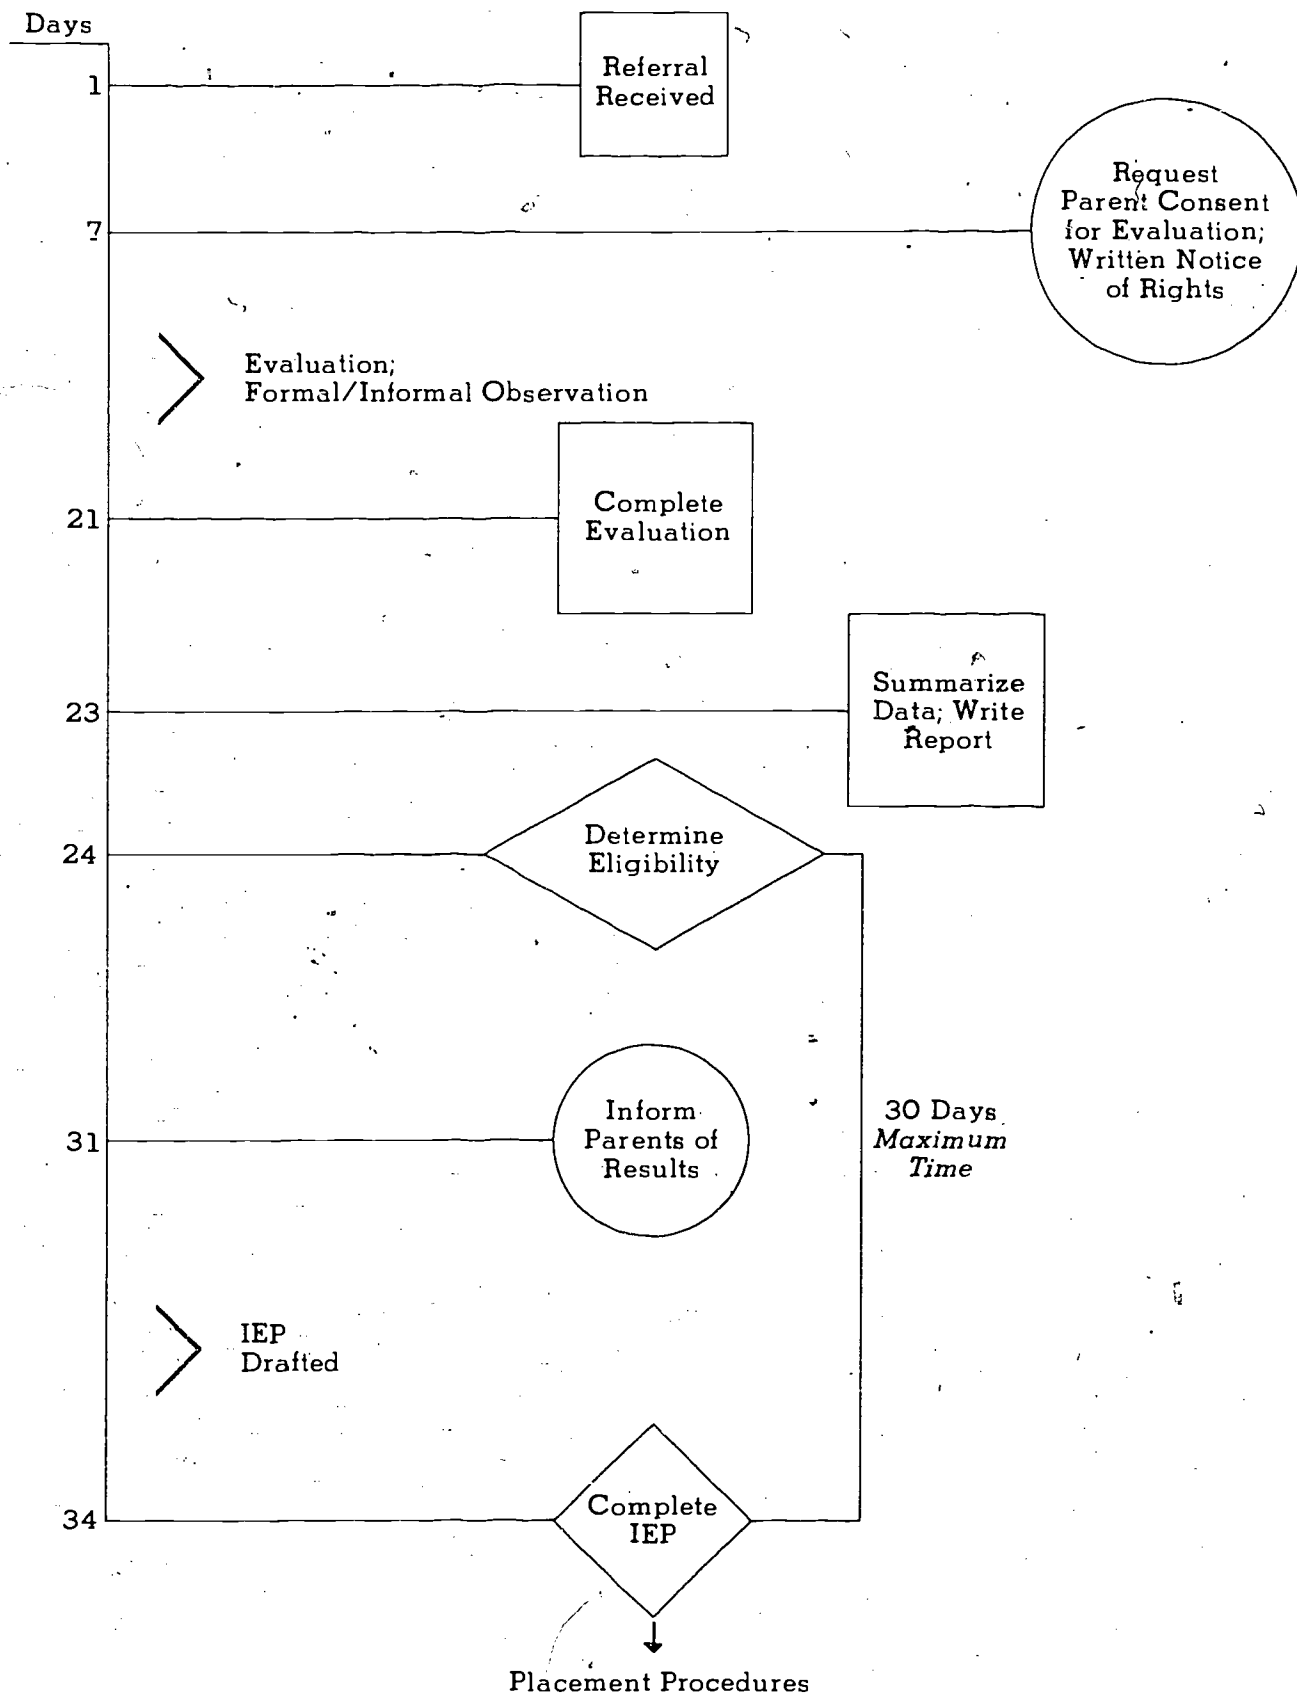 Days
1
Referral
Received
Request
Parent Consent
for Evaluation;
Written Notice
of Rights
7
Evaluation;
Formal/Informal Observation
21
Complete
Evaluation
23
Summarize
Data; Write
Report
24
Determine
Eligibility
31
Inform
Parents of
Results
30 Days
Maximum
Time
IEP
Drafted
34
Complete
IEP
Placement Procedures